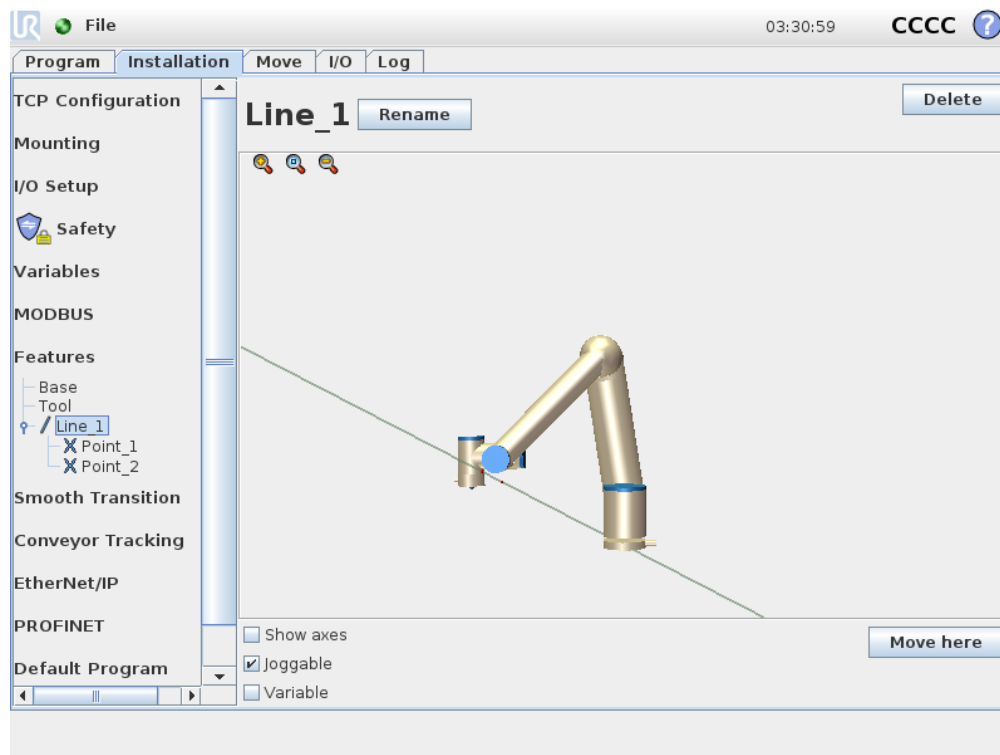 UR File 03:30:59 CCCC ?
Program Installation Move I/O Log
TCP Configuration
Mounting
I/O Setup
Safety
Variables
MODBUS
Features
Base
Tool
Line_1
Point_1
Point_2
Smooth Transition
Conveyor Tracking
EtherNet/IP
PROFINET
Default Program
Line_1 Rename Delete
Show axes
Joggable
Variable
Move here